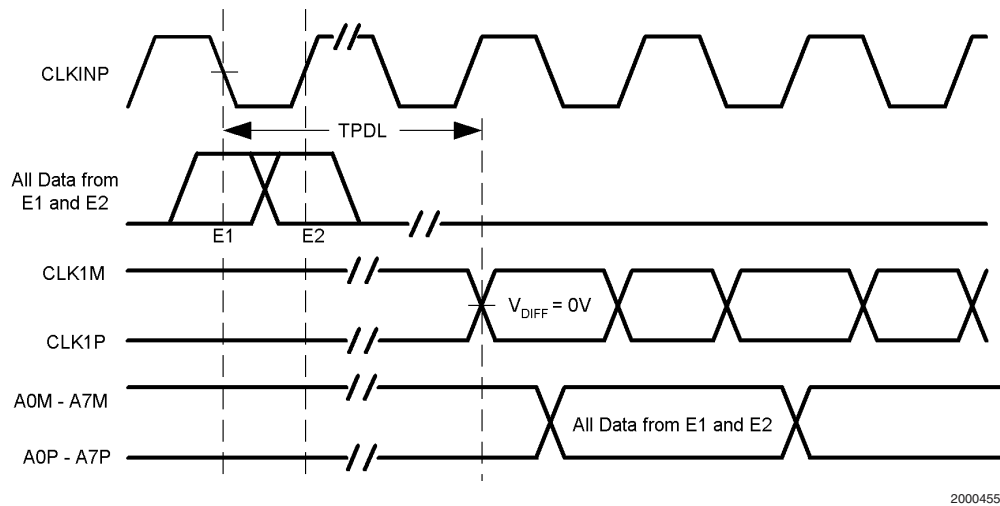 CLKINP
TPDL
All Data from
E1 and E2
E1
E2
CLK1M
VDIFF = 0V
CLK1P
A0M - A7M
All Data from E1 and E2
A0P - A7P
2000455